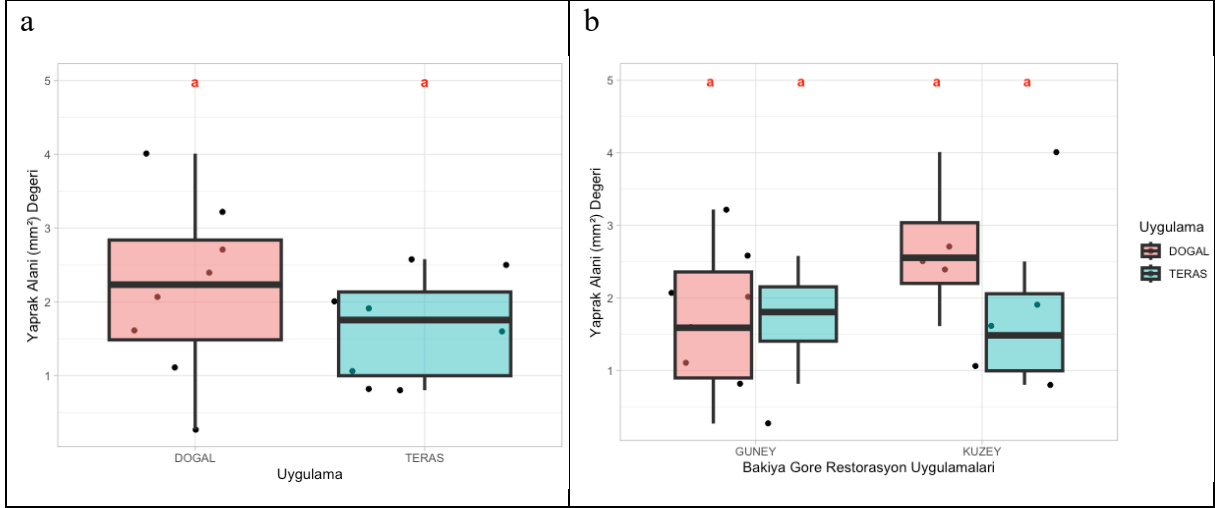 a
b
5
4
3
2
1
a
a
Yaprak Alani (mm²) Degeri
DOGAL
TERAS
Uygulama
5
4
3
2
1
a
a
a
a
Yaprak Alani (mm²) Degeri
GUNEY
KUZEY
Bakiya Gore Restorasyon Uygulamalari
Uygulama
DOGAL
TERAS